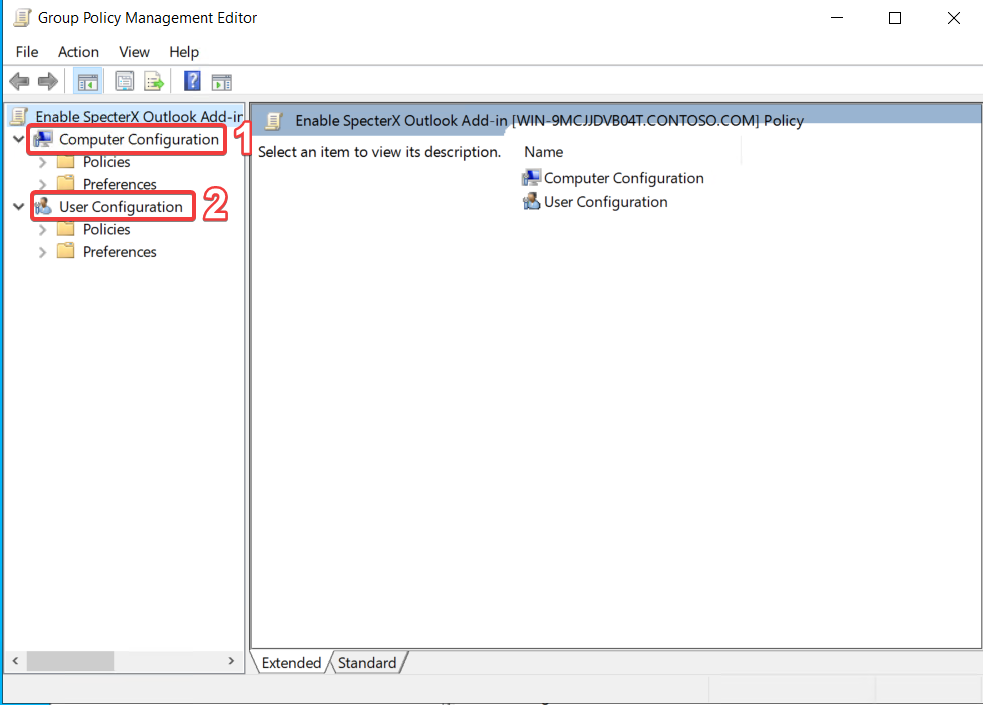 Group Policy Management Editor
File Action View Help
Enable SpecterX Outlook Add-in
Computer Configuration 1
Policies
Preferences
User Configuration 2
Policies
Preferences
Enable SpecterX Outlook Add-in [WIN-9MCJJDVB04T.CONTOSO.COM] Policy
Select an item to view its description.
Name
Computer Configuration
User Configuration
Extended Standard